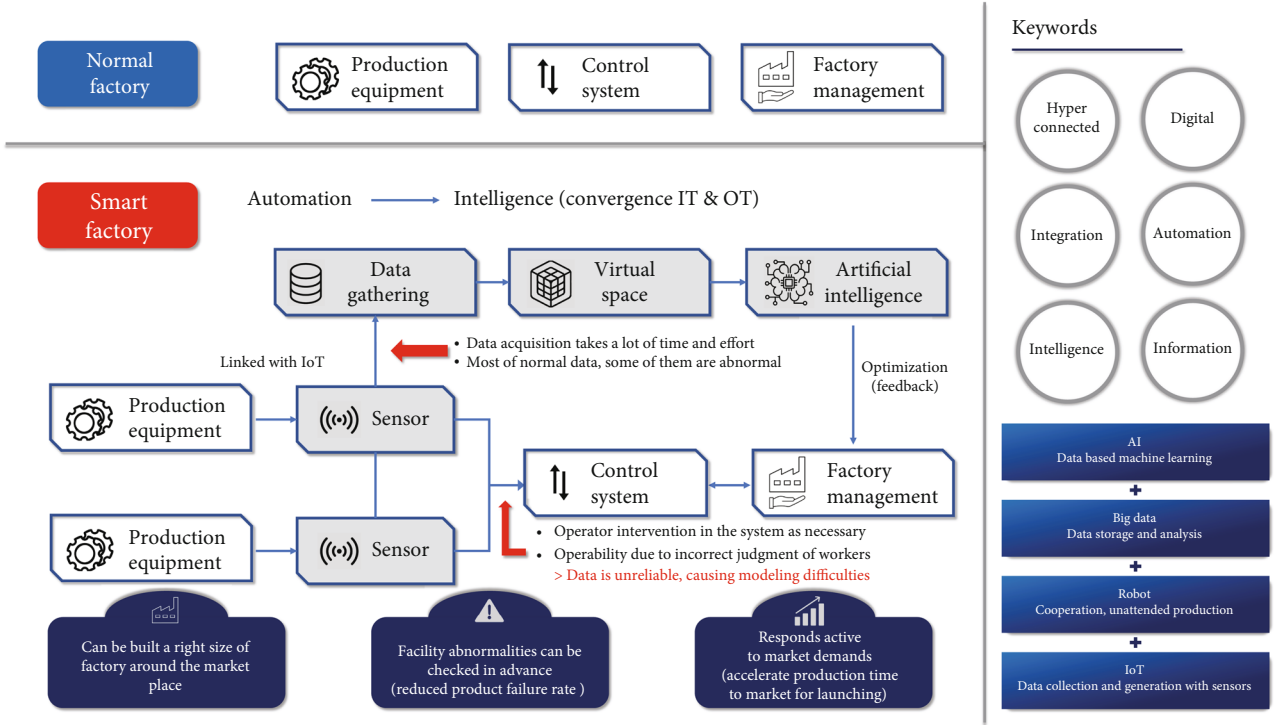 Normal
factory
Production
equipment
Control
system
Factory
management
Smart
factory
Automation
Intelligence (convergence IT & OT)
Data
gathering
Virtual
space
Artificial
intelligence
Linked with IoT
• Data acquisition takes a lot of time and effort
• Most of normal data, some of them are abnormal
Optimization
(feedback)
Production
equipment
Sensor
Control
system
Factory
management
Production
equipment
Sensor
• Operator intervention in the system as necessary
• Operability due to incorrect judgment of workers
> Data is unreliable, causing modeling difficulties
Can be built a right size of
factory around the market
place
Facility abnormalities can be
checked in advance
(reduced product failure rate )
Responds active
to market demands
(accelerate production time
to market for launching)
Keywords
Hyper
connected
Digital
Integration
Automation
Intelligence
Information
AI
Data based machine learning
+
Big data
Data storage and analysis
+
Robot
Cooperation, unattended production
+
IoT
Data collection and generation with sensors